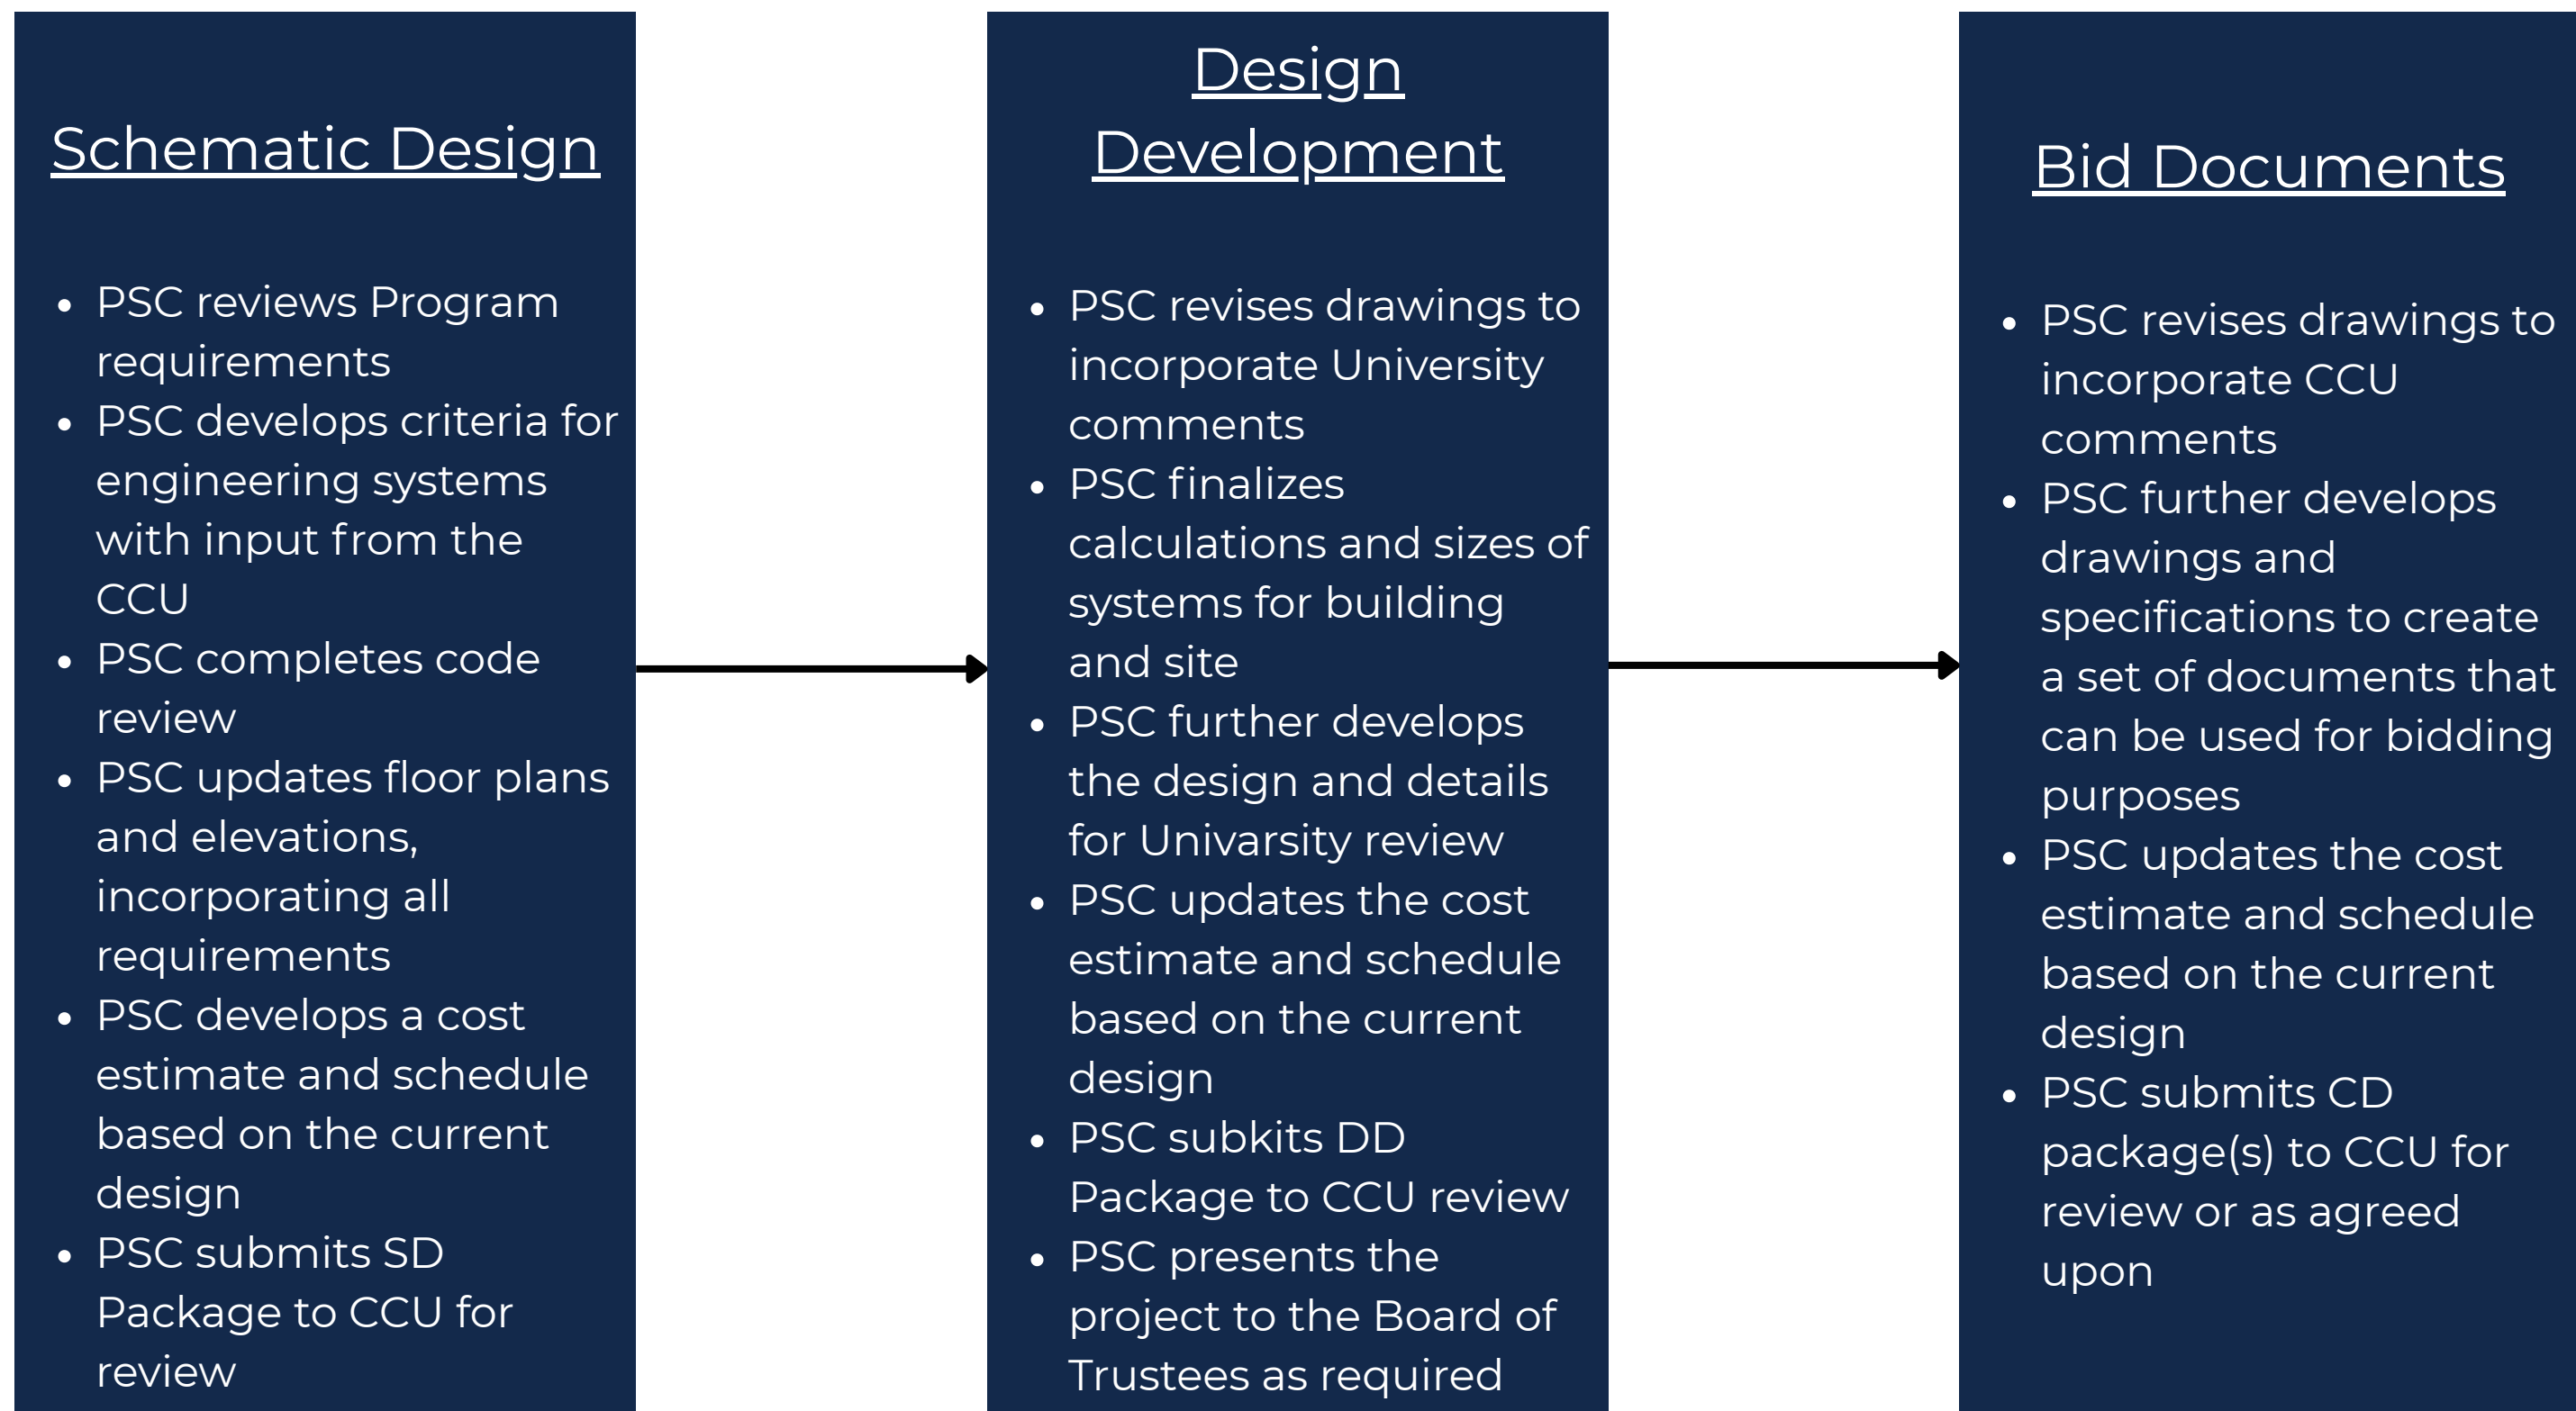 Schematic Design
• PSC reviews Program
requirements
• PSC develops criteria for
engineering systems
with input from the
CCU
• PSC completes code
review
• PSC updates floor plans
and elevations,
incorporating all
requirements
• PSC develops a cost
estimate and schedule
based on the current
design
• PSC submits SD
Package to CCU for
review
Design
Development
• PSC revises drawings to
incorporate University
comments
• PSC finalizes
calculations and sizes of
systems for building
and site
• PSC further develops
the design and details
for Univarsity review
• PSC updates the cost
estimate and schedule
based on the current
design
• PSC subkits DD
Package to CCU review
• PSC presents the
project to the Board of
Trustees as required
Bid Documents
• PSC revises drawings to
incorporate CCU
comments
• PSC further develops
drawings and
specifications to create
a set of documents that
can be used for bidding
purposes
• PSC updates the cost
estimate and schedule
based on the current
design
• PSC submits CD
package(s) to CCU for
review or as agreed
upon